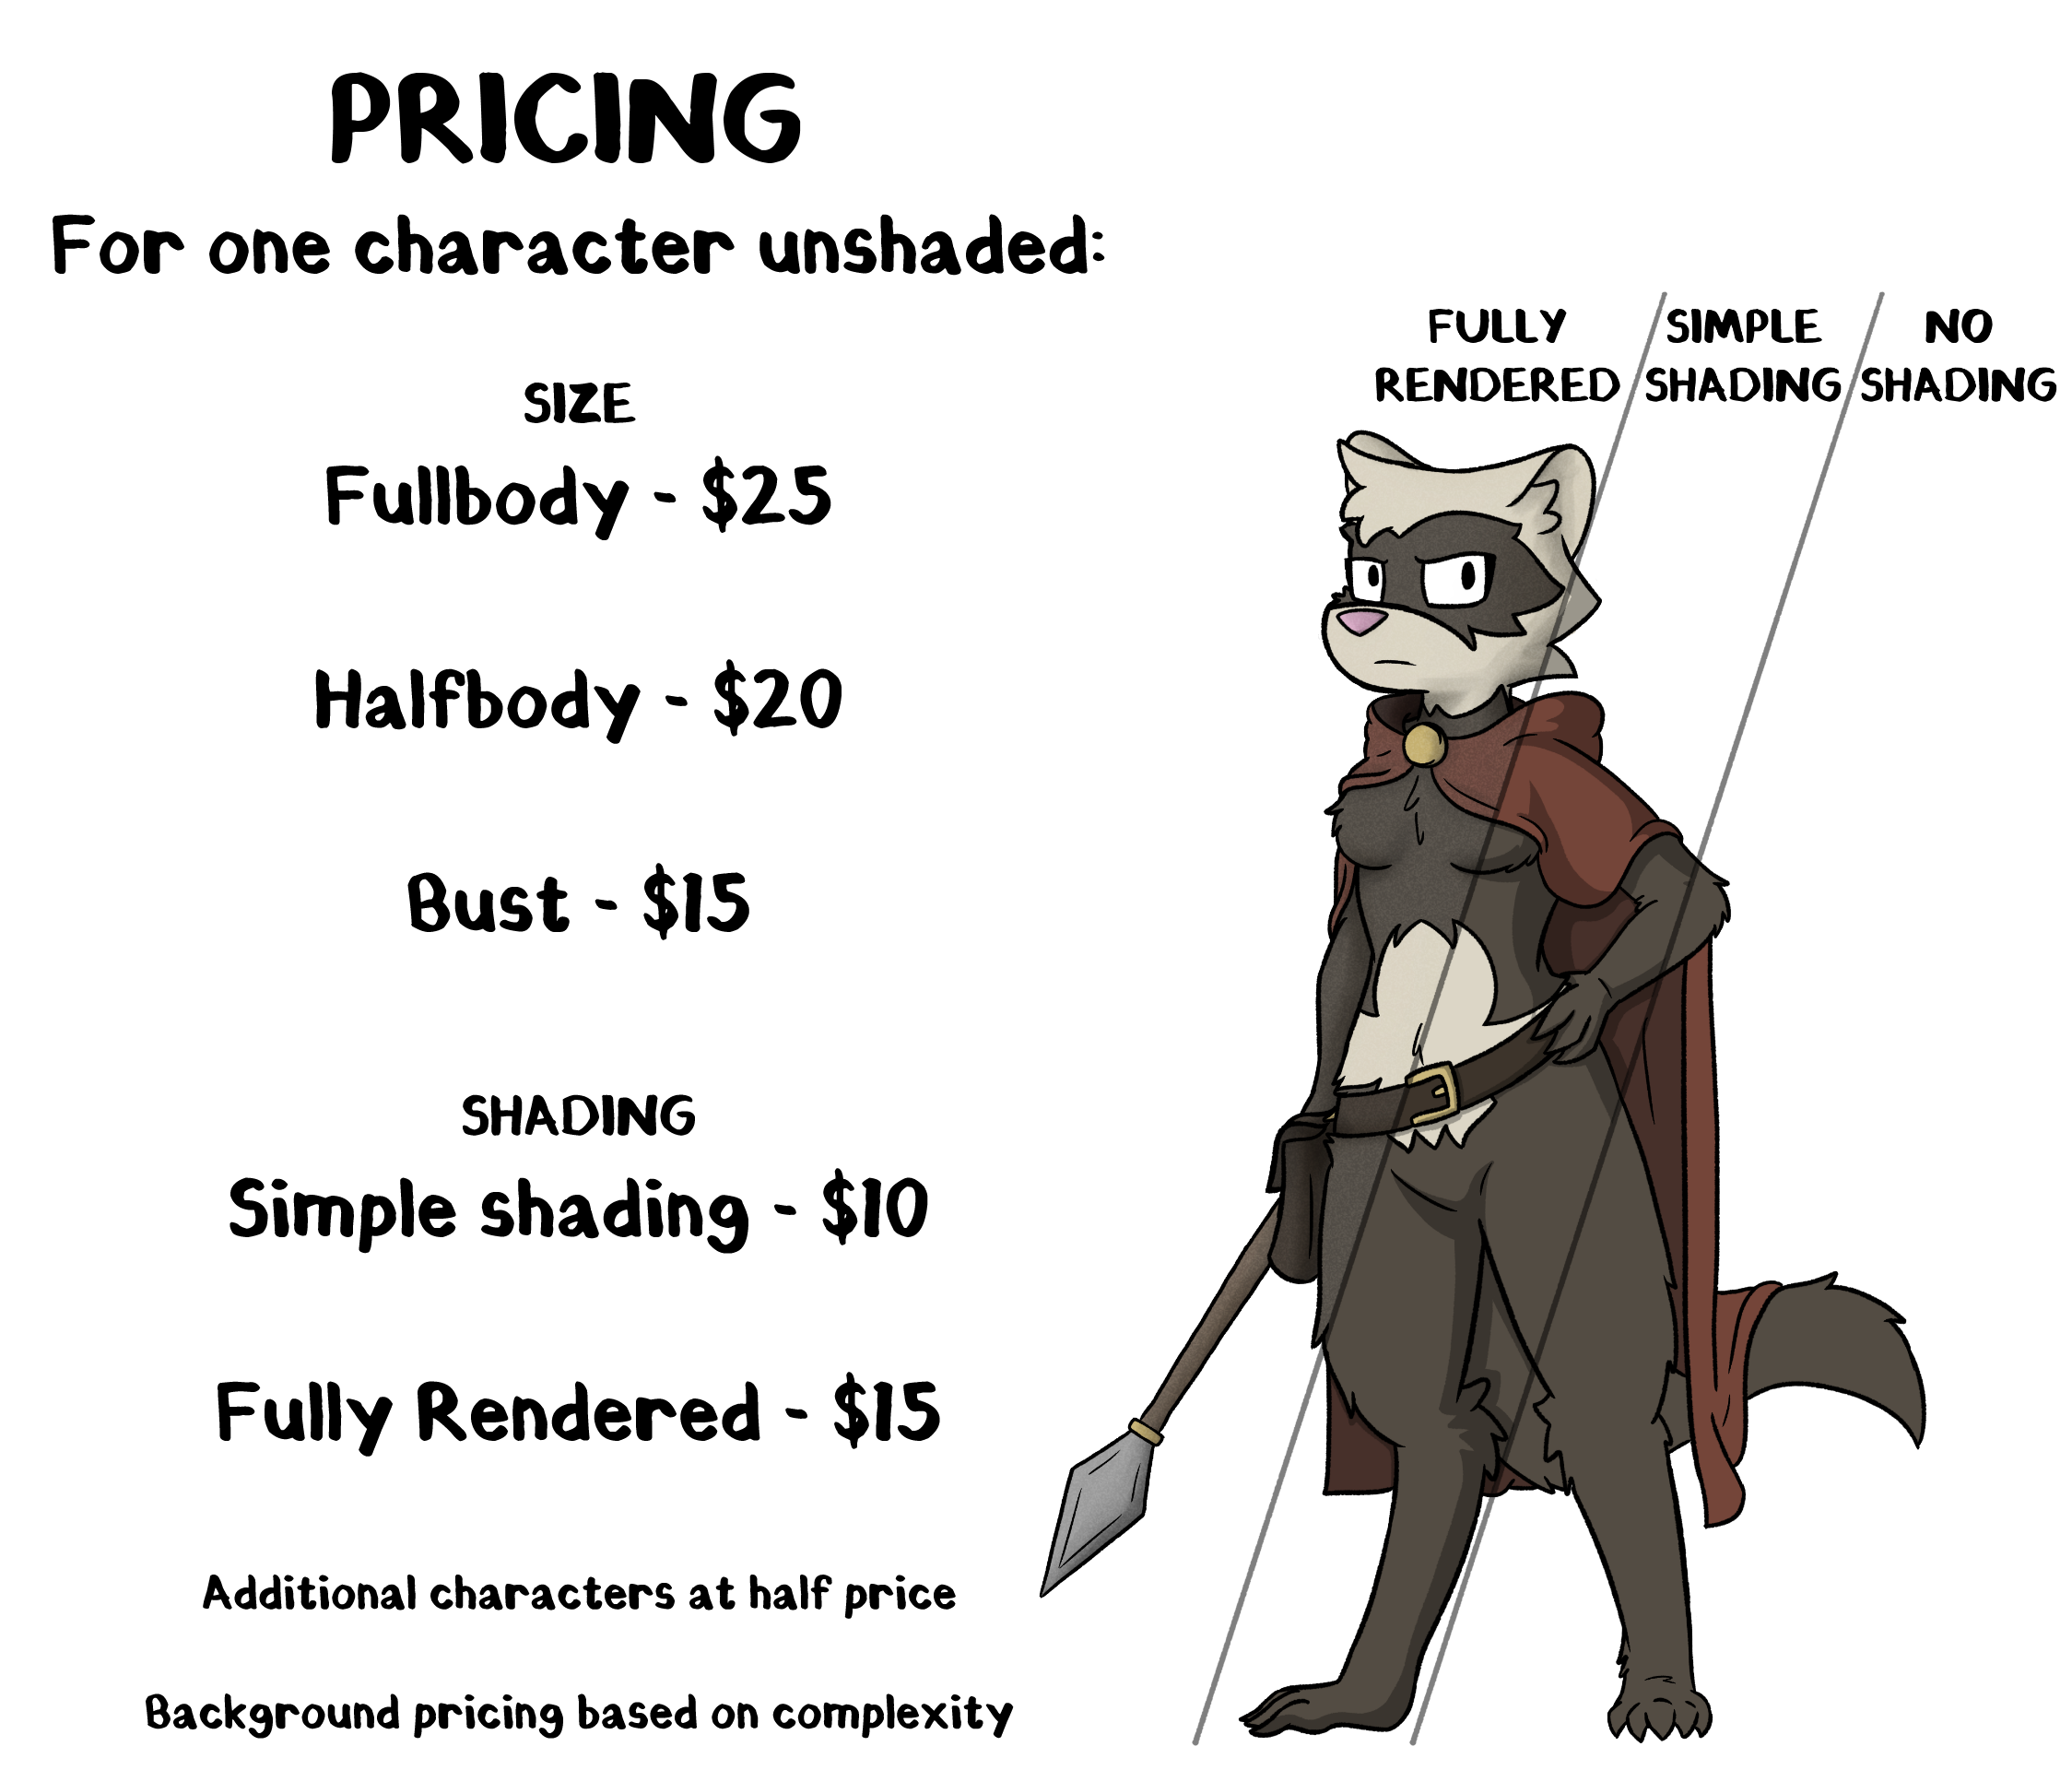 PRICING
For one character unshaded:
SIZE
Fullbody - $25
Halfbody - $20
Bust - $15
SHADING
Simple shading - $10
Fully Rendered - $15
Additional characters at half price
Background pricing based on complexity
FULLY
RENDERED
SIMPLE
SHADING
NO
SHADING